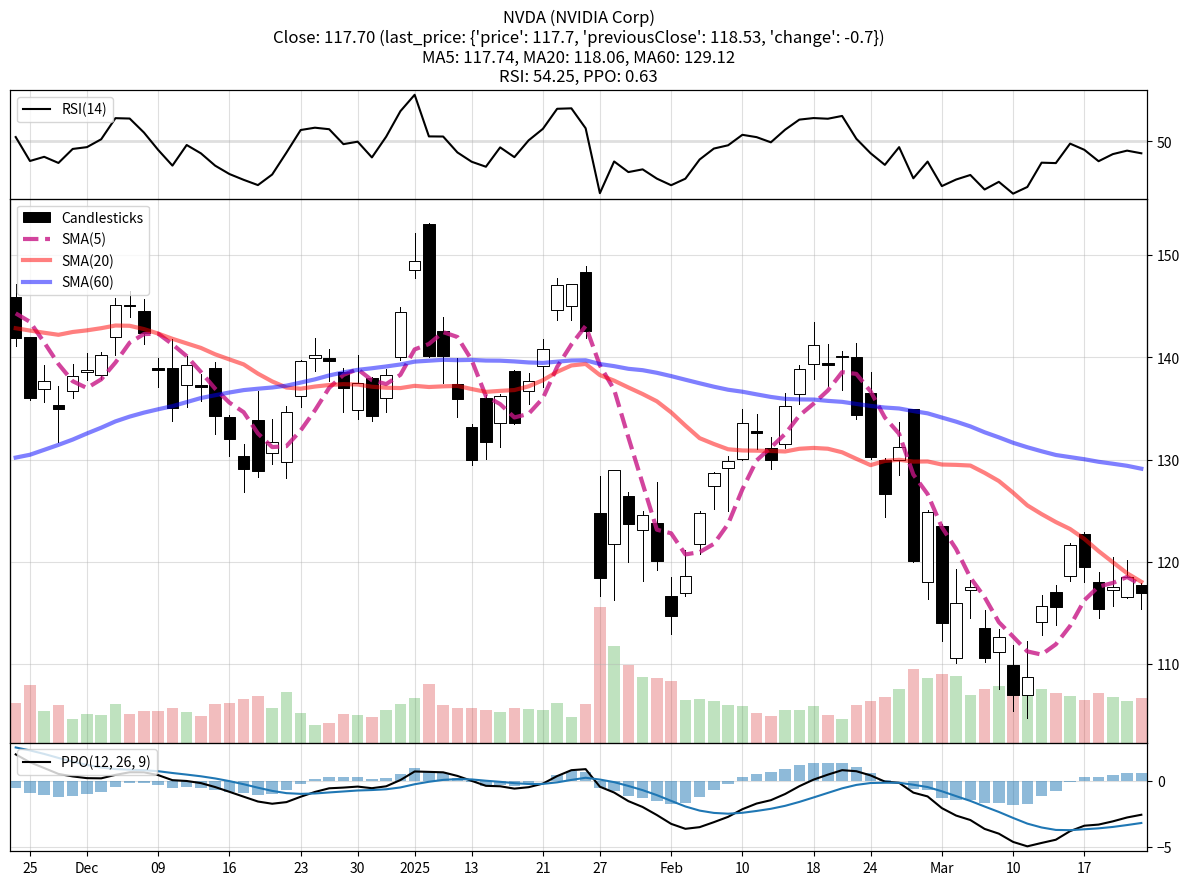 NVDA (NVIDIA Corp)
Close: 117.70 (last_price: {'price': 117.7, 'previousClose': 118.53, 'change': -0.7})
MA5: 117.74, MA20: 118.06, MA60: 129.12
RSI: 54.25, PPO: 0.63
RSI(14)
50
Candlesticks
SMA(5)
SMA(20)
SMA(60)
150
140
130
120
110
PPO(12, 26, 9)
0
−5
25 Dec 09 16 23 30 2025 13 21 27 Feb 10 18 24 Mar 10 17